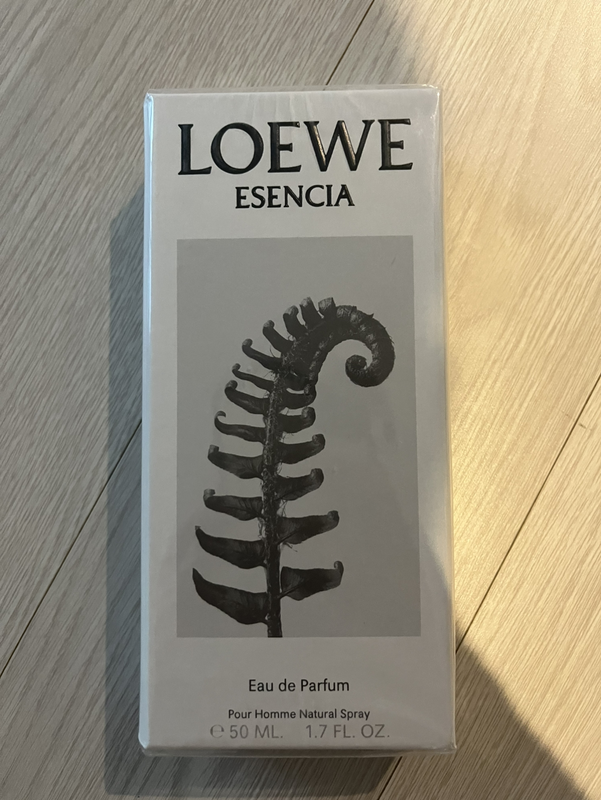 LOEWE
ESENCIA
Eau de Parfum
Pour Homme Natural Spray
℮ 50 ML. 1.7 FL. OZ.